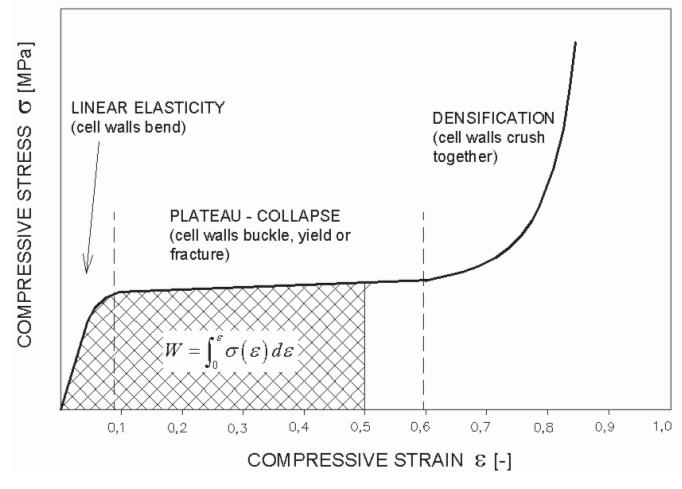 COMPRESSIVE STRESS σ [MPa]
LINEAR ELASTICITY
(cell walls bend)
DENSIFICATION
(cell walls crush
together)
PLATEAU - COLLAPSE
(cell walls buckle, yield or
fracture)
W = ∫₀^ε σ(ε) dε
0,1 0,2 0,3 0,4 0,5 0,6 0,7 0,8 0,9 1,0
COMPRESSIVE STRAIN ε [-]